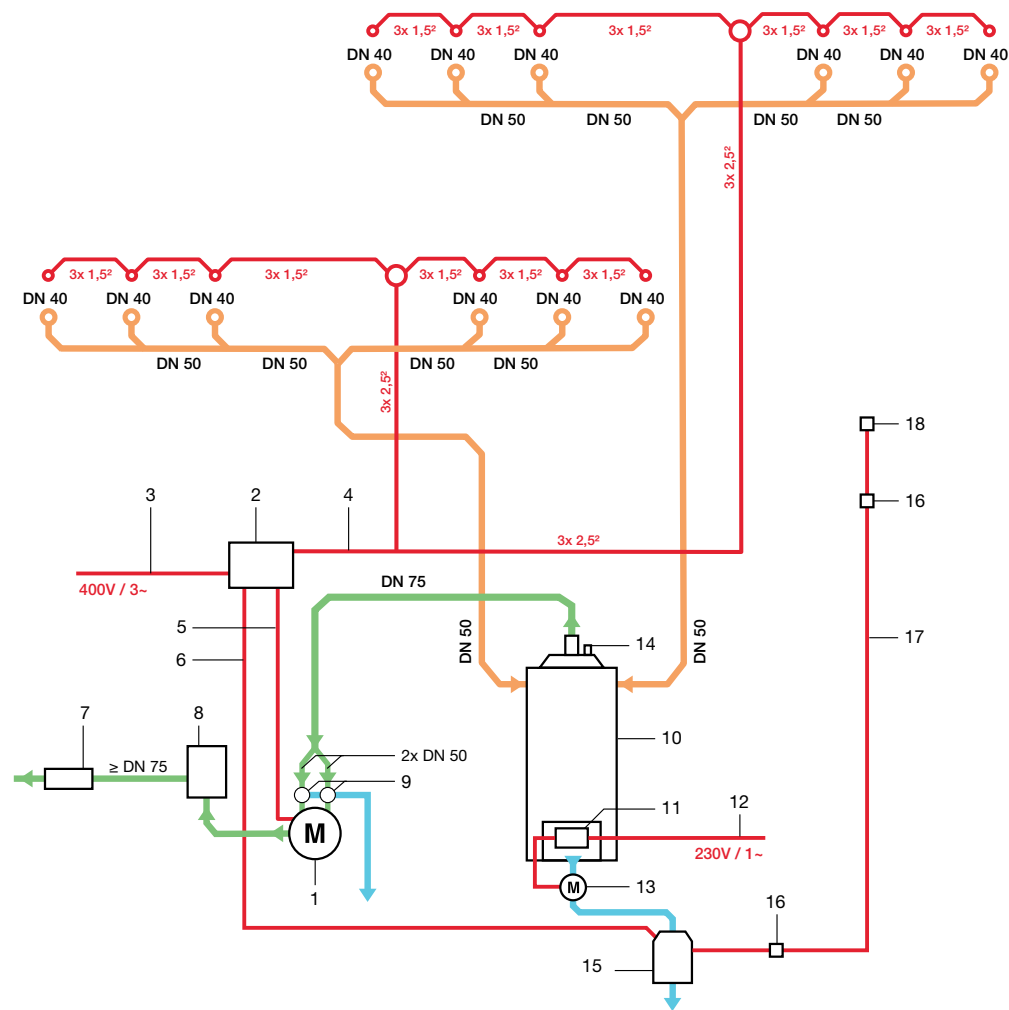 3x 1,5² 3x 1,5² 3x 1,5² 3x 1,5² 3x 1,5² 3x 1,5²
DN 40 DN 40 DN 40 DN 40 DN 40 DN 40
DN 50 DN 50 DN 50 DN 50
3x 2,5²
3x 1,5² 3x 1,5² 3x 1,5² 3x 1,5² 3x 1,5² 3x 1,5²
DN 40 DN 40 DN 40 DN 40 DN 40 DN 40
DN 50 DN 50 DN 50 DN 50
3x 2,5²
18
3 2 4 16
3x 2,5²
400V / 3~
DN 75
5
DN 50
DN 50
17
6
14
7 8
10
2x DN 50
≥ DN 75
9
11 12
M
230V / 1~
1
M
13
16
15